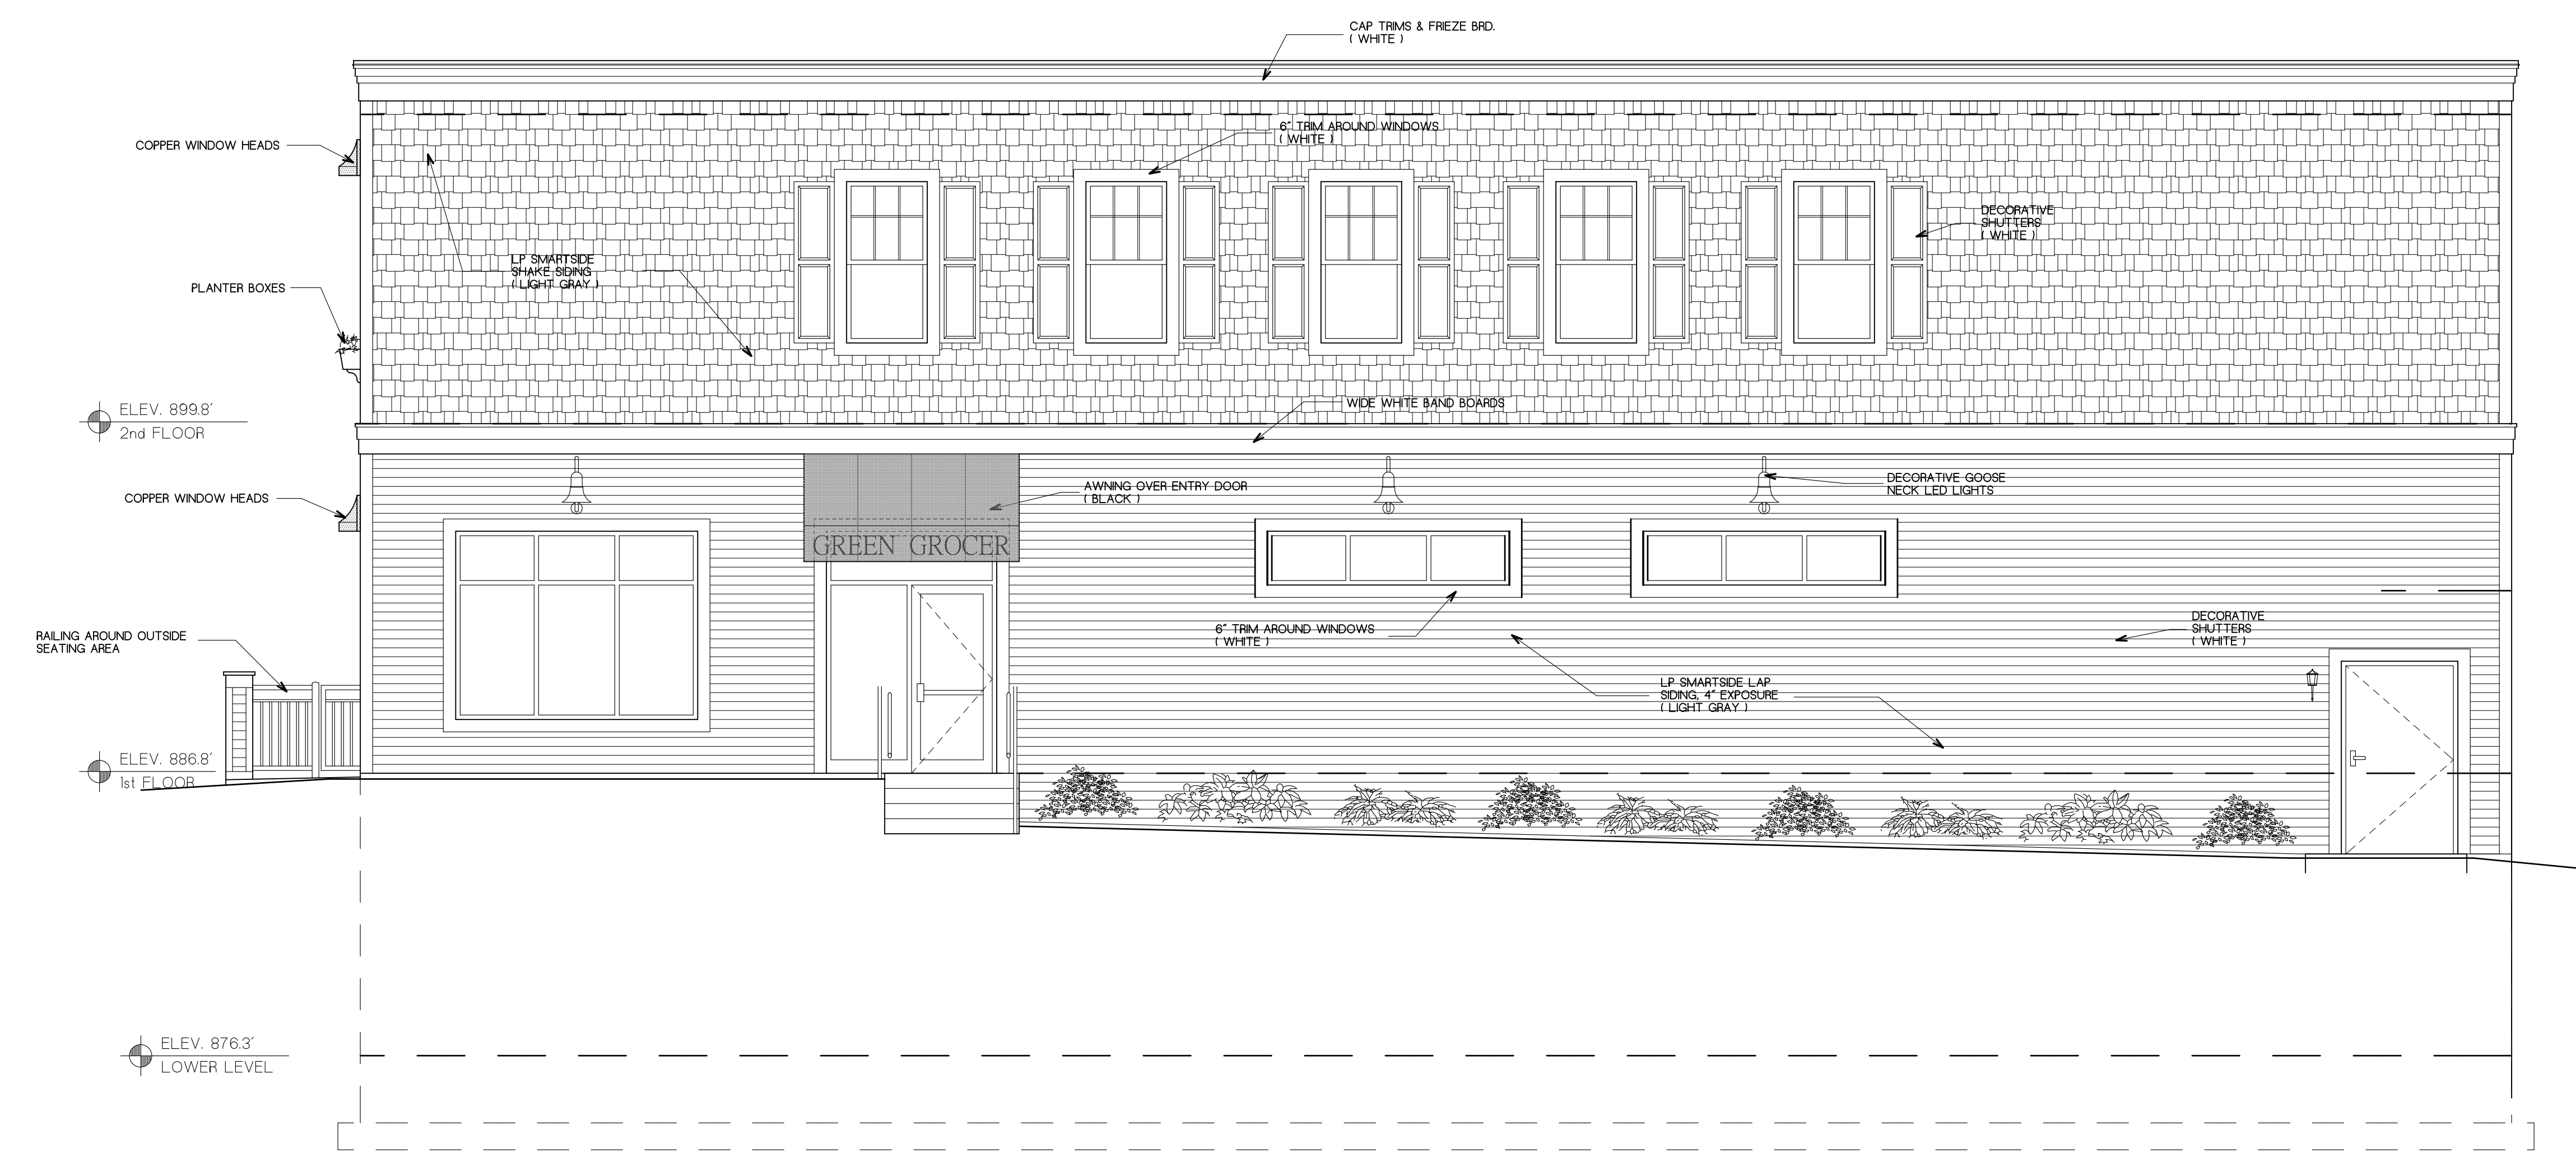 CAP TRIMS & FRIEZE BRD.
( WHITE )
6" TRIM AROUND WINDOWS
( WHITE )
COPPER WINDOW HEADS
DECORATIVE
SHUTTERS
( WHITE )
LP SMARTSIDE
SHAKE SIDING
( LIGHT GRAY )
PLANTER BOXES
WIDE WHITE BAND BOARDS
ELEV. 899.8'
2nd FLOOR
COPPER WINDOW HEADS
AWNING OVER ENTRY DOOR
( BLACK )
DECORATIVE GOOSE
NECK LED LIGHTS
GREEN GROCER
RAILING AROUND OUTSIDE
SEATING AREA
6" TRIM AROUND WINDOWS
( WHITE )
DECORATIVE
SHUTTERS
( WHITE )
LP SMARTSIDE LAP
SIDING, 4" EXPOSURE
( LIGHT GRAY )
ELEV. 886.8'
1st FLOOR
ELEV. 876.3'
LOWER LEVEL